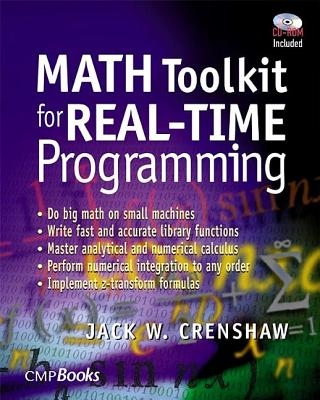 CD-ROM
Included
MATH Toolkit
for REAL-TIME
Programming
• Do big math on small machines
• Write fast and accurate library functions
• Master analytical and numerical calculus
• Perform numerical integration to any order
• Implement z-transform formulas
JACK W. CRENSHAW
CMPBooks